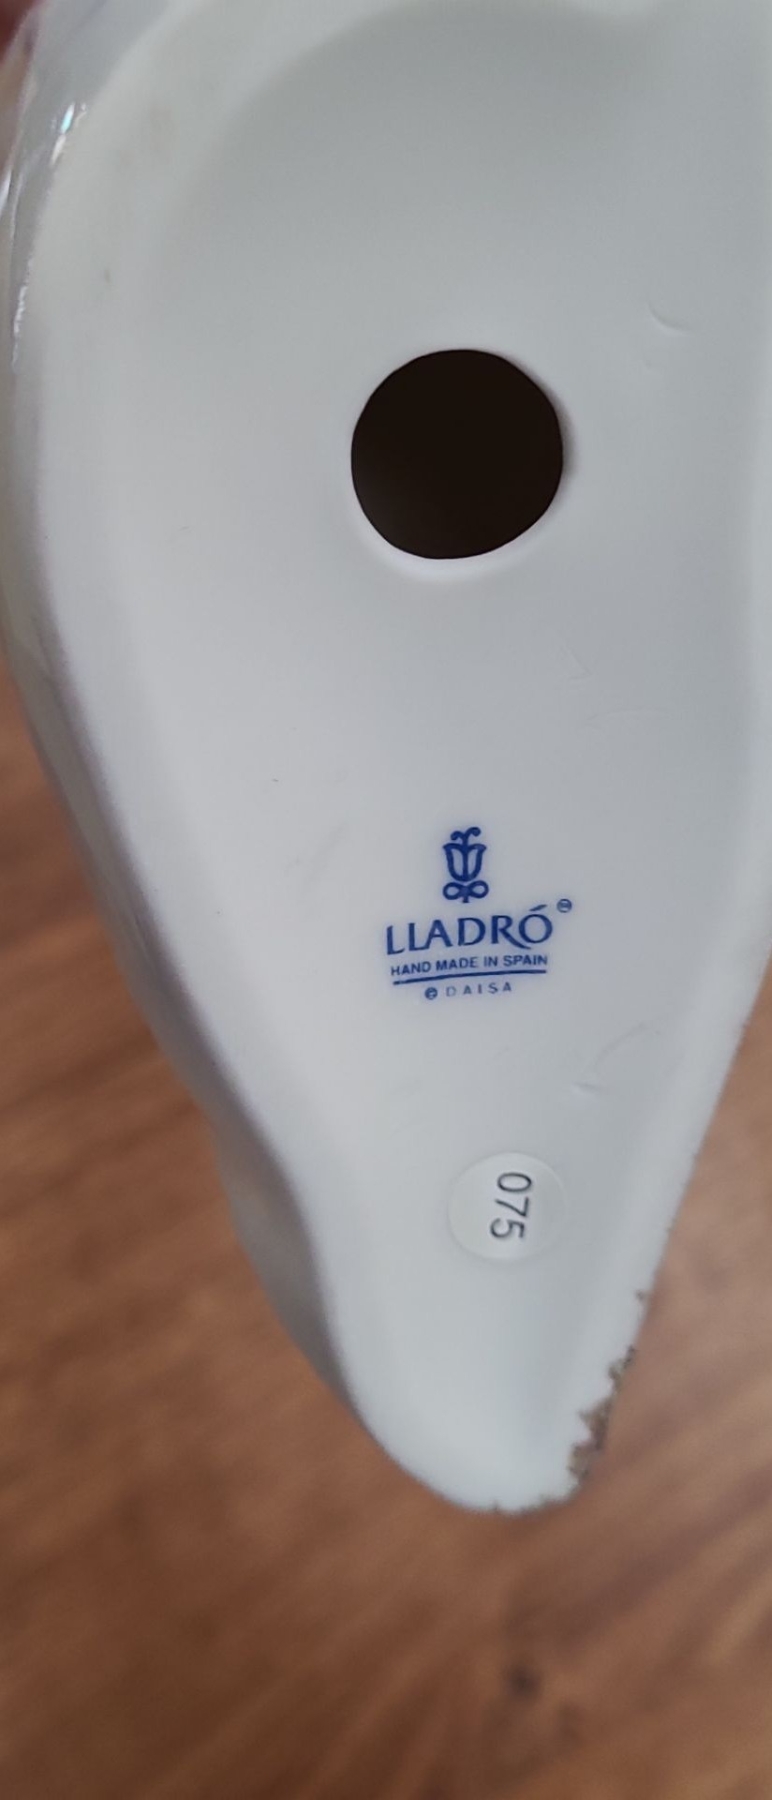 LLADRÓ
HAND MADE IN SPAIN
© DAISA
075